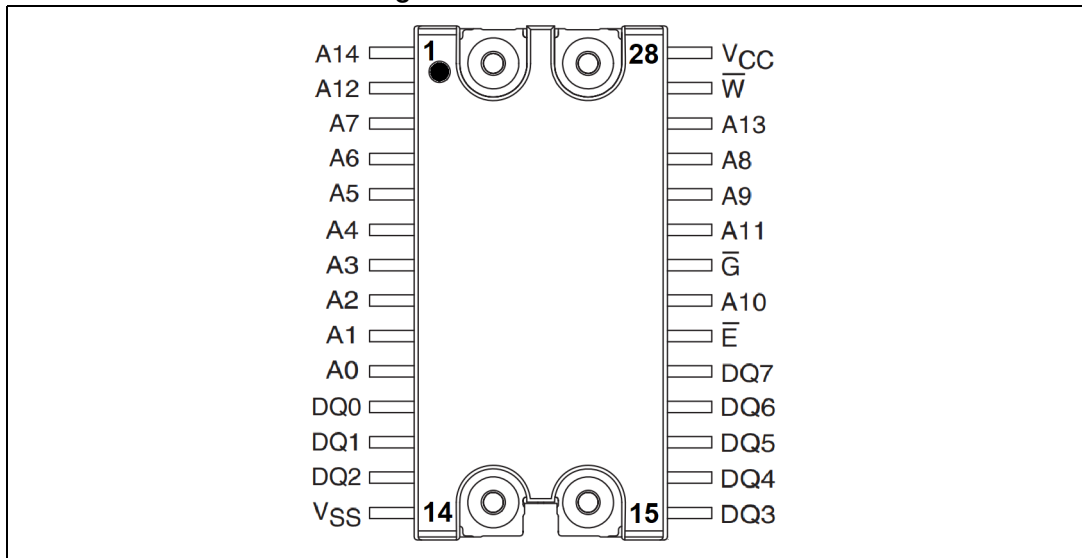 A14 1 28 VCC
A12 W̅
A7 A13
A6 A8
A5 A9
A4 A11
A3 G̅
A2 A10
A1 E̅
A0 DQ7
DQ0 DQ6
DQ1 DQ5
DQ2 DQ4
VSS 14 15 DQ3